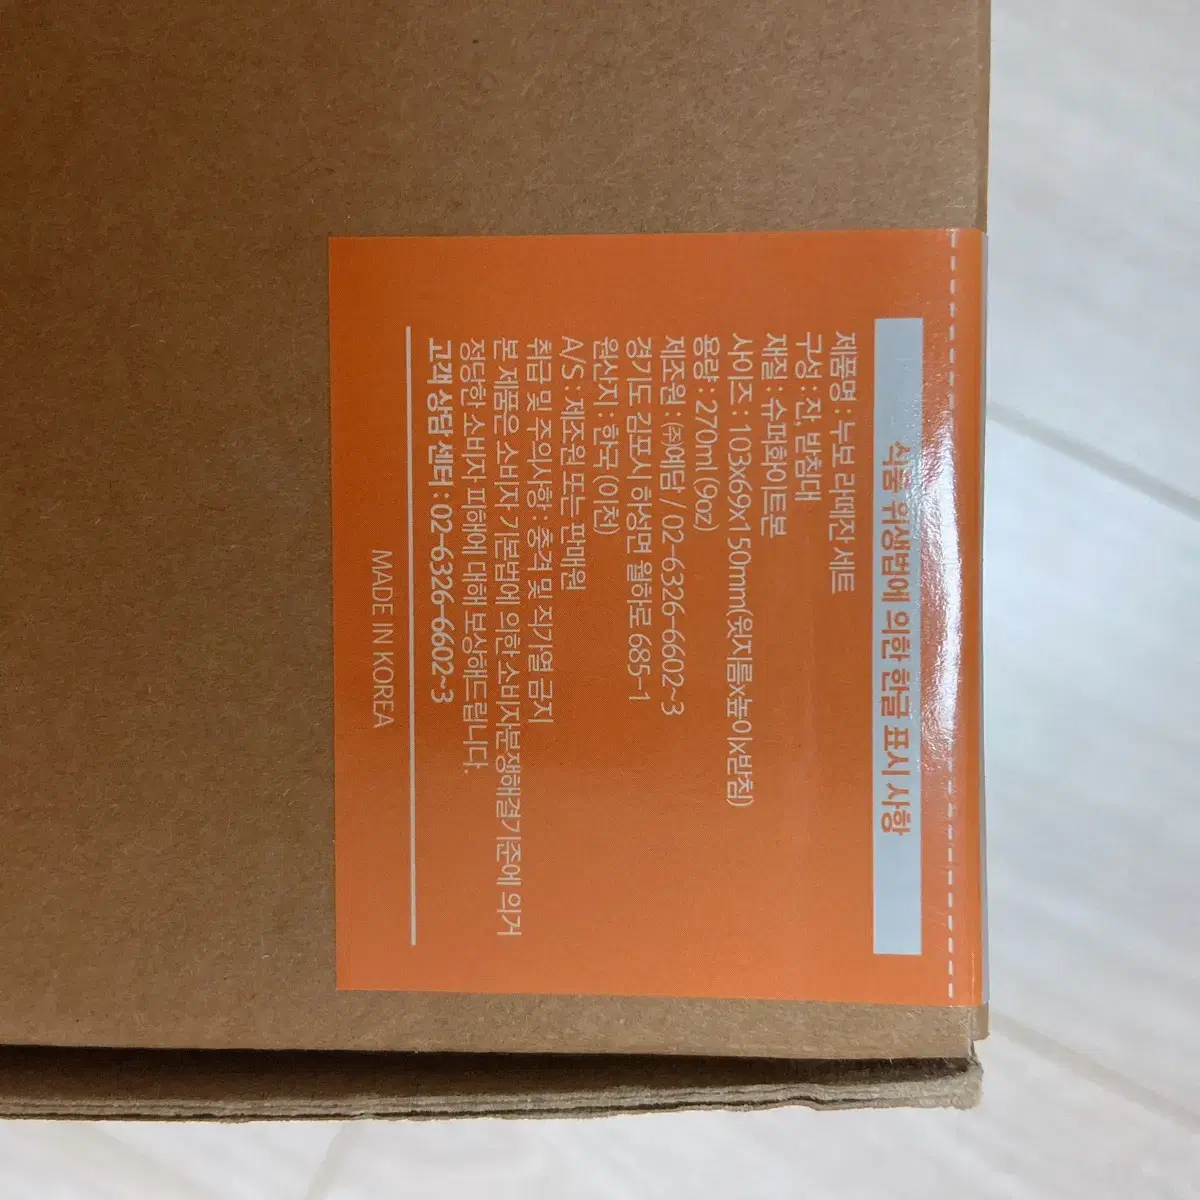 식품 위생법에 의한 한글 표시 사항
제품명 : 누보 라떼잔 세트
구성 : 잔, 받침대
재질 : 수퍼화이트본
사이즈 : 103x69x150mm(윗지름x높이x받침)
용량 : 270ml (9oz)
제조원 : ㈜예담 / 02-6326-6602~3
경기도 김포시 하성면 월하로 685-1
원산지 : 한국 (이천)
A/S : 제조원 또는 판매원
취급 및 주의사항 : 충격 및 직가열 금지
본 제품은 소비자 기본법에 의한 소비자분쟁해결기준에 의거
정당한 소비자 피해에 대해 보상해드립니다.
고객 상담 센터 : 02-6326-6602~3
MADE IN KOREA